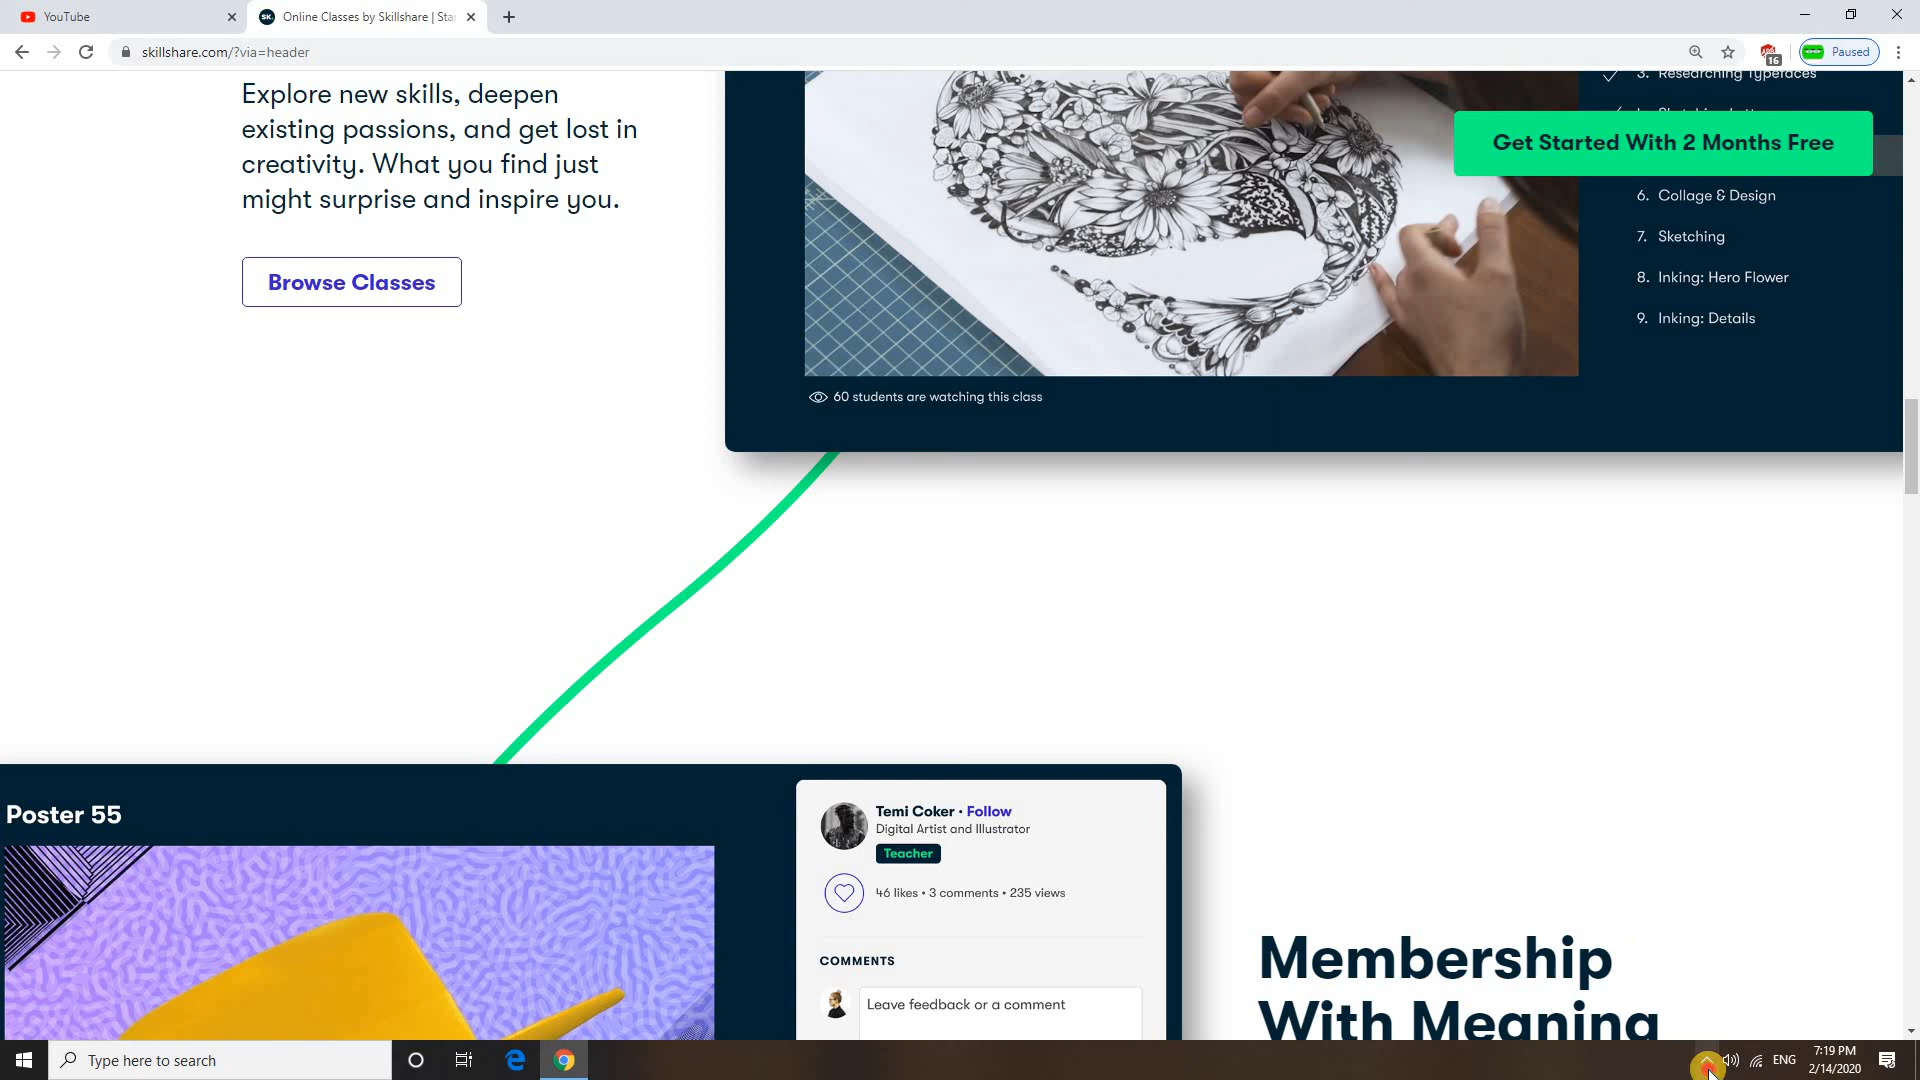 YouTube
Online Classes by Skillshare | Sta
skillshare.com/?via=header
16
Paused
Explore new skills, deepen
existing passions, and get lost in
creativity. What you find just
might surprise and inspire you.
Browse Classes
3. Researching Typefaces
Get Started With 2 Months Free
6. Collage & Design
7. Sketching
8. Inking: Hero Flower
9. Inking: Details
60 students are watching this class
Poster 55
Temi Coker · Follow
Digital Artist and Illustrator
Teacher
46 likes • 3 comments • 235 views
COMMENTS
Leave feedback or a comment
Membership
With Meaning
Type here to search
ENG
7:19 PM
2/14/2020